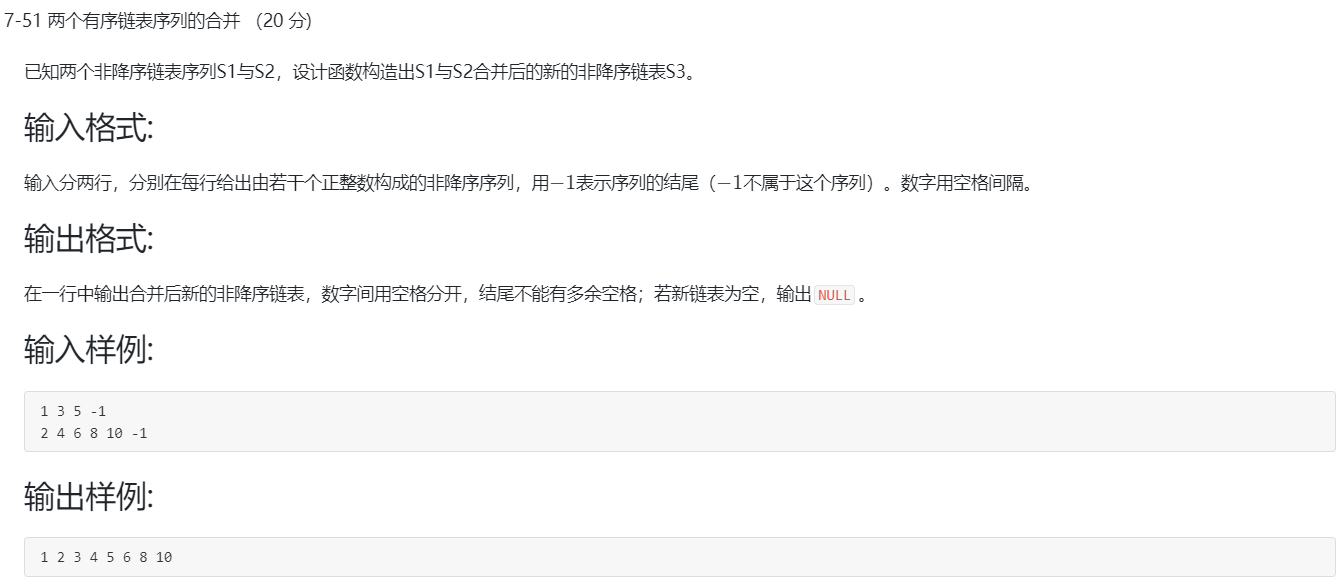 7-51 两个有序链表序列的合并 （20 分)
已知两个非降序链表序列S1与S2，设计函数构造出S1与S2合并后的新的非降序链表S3。
输入格式:
输入分两行，分别在每行给出由若干个正整数构成的非降序序列，用−1表示序列的结尾（−1不属于这个序列）。数字用空格间隔。
输出格式:
在一行中输出合并后新的非降序链表，数字间用空格分开，结尾不能有多余空格；若新链表为空，输出NULL。
输入样例:
1 3 5 -1
2 4 6 8 10 -1
输出样例:
1 2 3 4 5 6 8 10